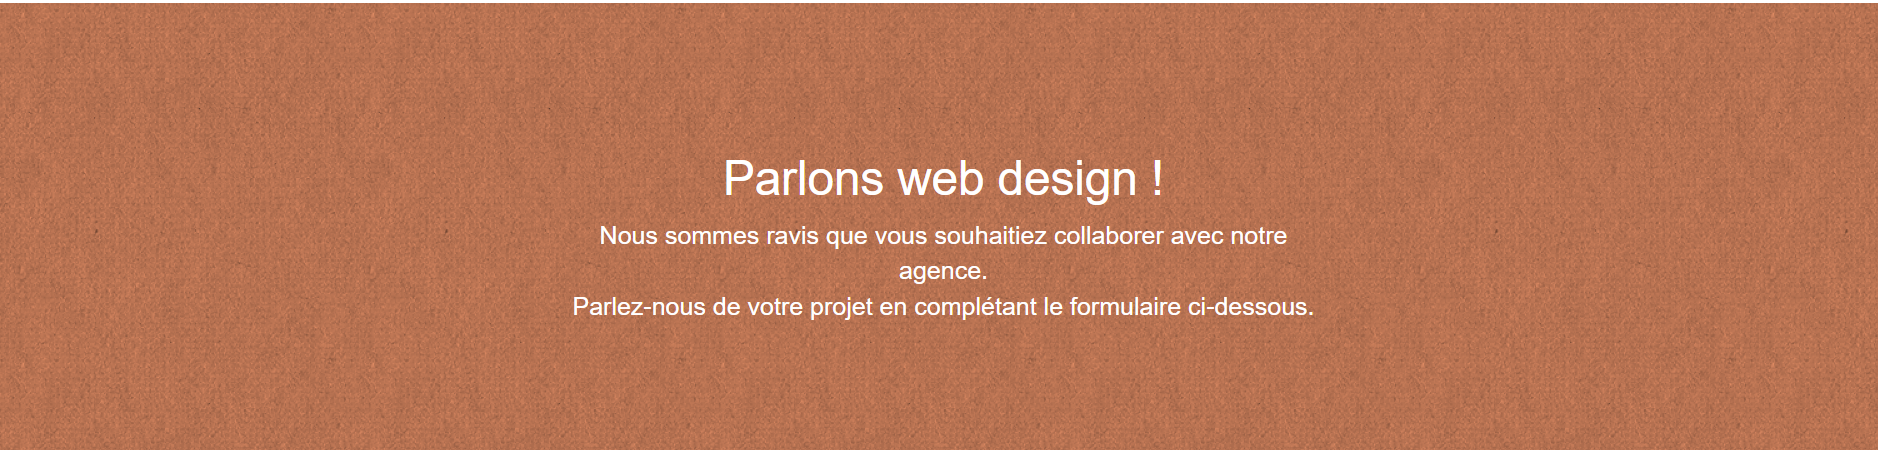 Parlons web design !
Nous sommes ravis que vous souhaitiez collaborer avec notre
agence.
Parlez-nous de votre projet en complétant le formulaire ci-dessous.